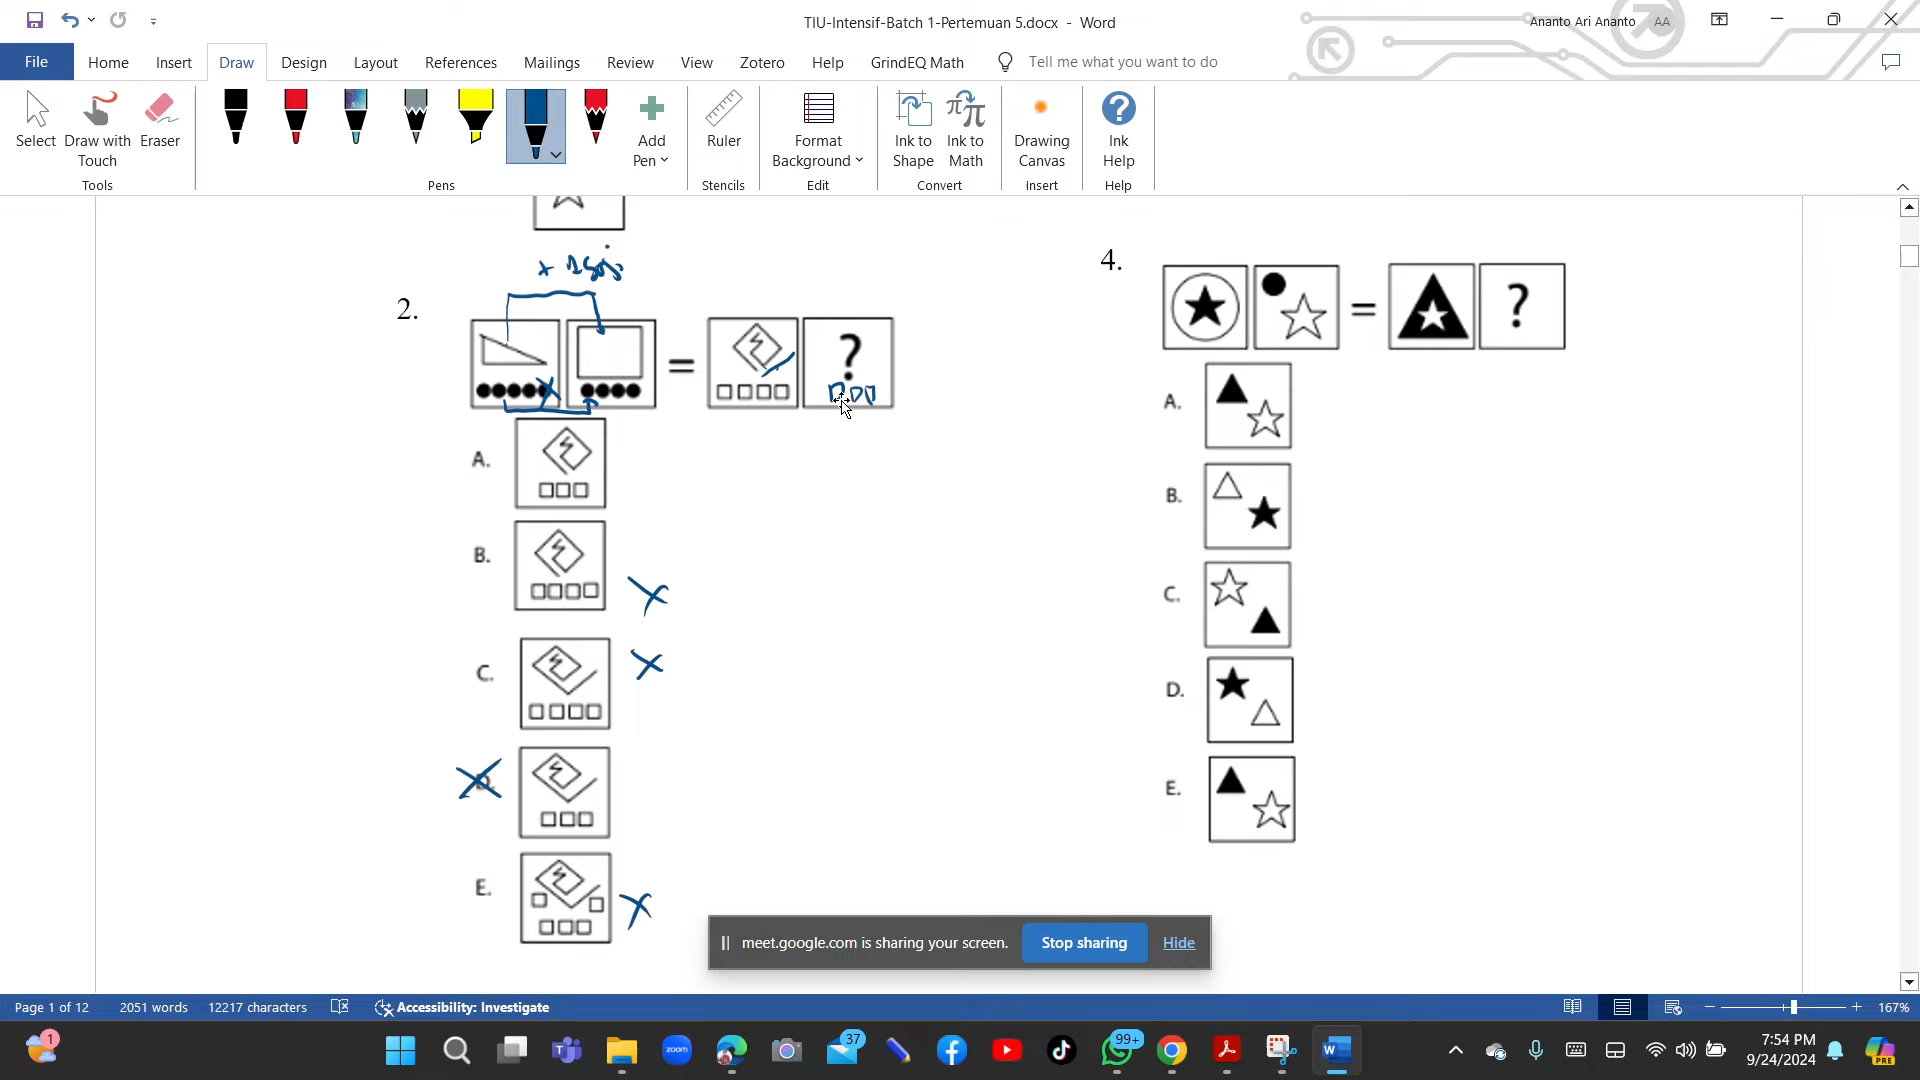 TIU-Intensif-Batch 1-Pertemuan 5.docx - Word
Ananto Ari Ananto
AA
File Home Insert Draw Design Layout References Mailings Review View Zotero Help GrindEQ Math Tell me what you want to do
Select
Draw with Touch
Eraser
Add Pen
Ruler
Format Background
Ink to Shape
Ink to Math
Drawing Canvas
Ink Help
Tools
Pens
Stencils
Edit
Convert
Insert
Help
2.
= ?
A.
B.
C.
D.
E.
4.
= ?
A.
B.
C.
D.
E.
meet.google.com is sharing your screen. Stop sharing Hide
Page 1 of 12 2051 words 12217 characters Accessibility: Investigate 167%
1
zoom
37
99+
PRE
7:54 PM
9/24/2024